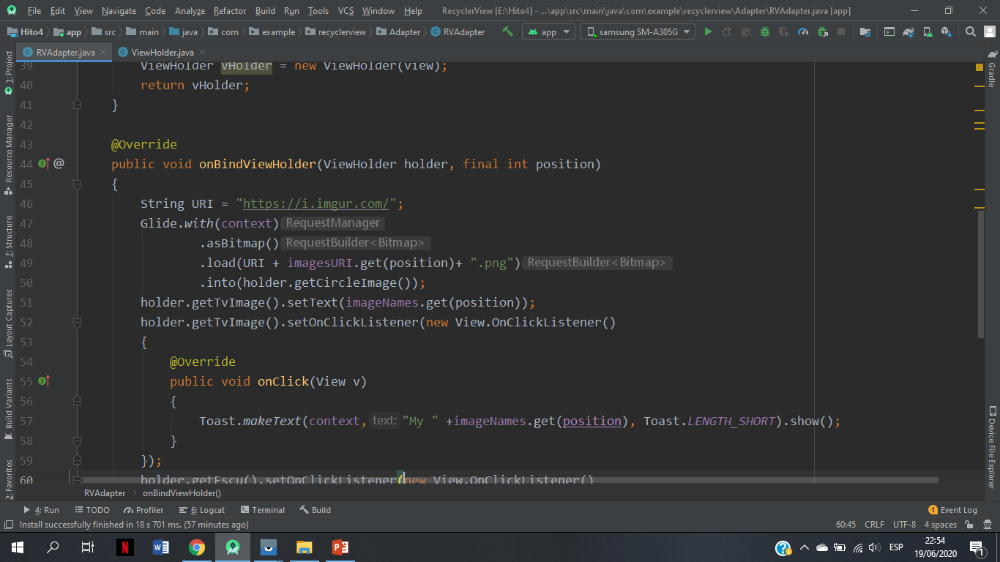 File Edit View Navigate Code Analyze Refactor Build Run Tools VCS Window Help RecyclerView [E:\Hito4] - ...\app\src\main\java\com\example\recyclerview\Adapter\RVAdapter.java [app]
Hito4 app src main java com example recyclerview Adapter RVAdapter app samsung SM-A305G
RVAdapter.java ViewHolder.java
1: Project
Resource Manager
7: Structure
Layout Captures
Build Variants
2: Favorites
39 ViewHolder vHolder = new ViewHolder(view);
40 return vHolder;
41 }
42
43 @Override
44 public void onBindViewHolder(ViewHolder holder, final int position)
45 {
46 String URI = "https://i.imgur.com/";
47 Glide.with(context) RequestManager
48 .asBitmap() RequestBuilder<Bitmap>
49 .load(URI + imagesURI.get(position)+ ".png") RequestBuilder<Bitmap>
50 .into(holder.getCircleImage());
51 holder.getTvImage().setText(imageNames.get(position));
52 holder.getTvImage().setOnClickListener(new View.OnClickListener()
53 {
54 @Override
55 public void onClick(View v)
56 {
57 Toast.makeText(context, text: "My " +imageNames.get(position), Toast.LENGTH_SHORT).show();
58 }
59 });
60 holder.getEscu().setOnClickListener(new View.OnClickListener()
Gradle
Device File Explorer
RVAdapter onBindViewHolder()
4: Run TODO Profiler 6: Logcat Terminal Build 1 Event Log
Install successfully finished in 18 s 701 ms. (57 minutes ago) 60:45 CRLF UTF-8 4 spaces
ESP 22:54
19/06/2020 1